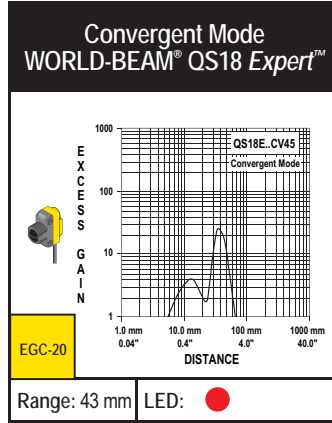 Convergent Mode
WORLD-BEAM® QS18 Expert™
1000
QS18E..CV45
Convergent Mode
EXCESS GAIN
100
10
1
1.0 mm 10.0 mm 100 mm 1000 mm
0.04" 0.4" 4.0" 40.0"
DISTANCE
EGC-20
Range: 43 mm LED: